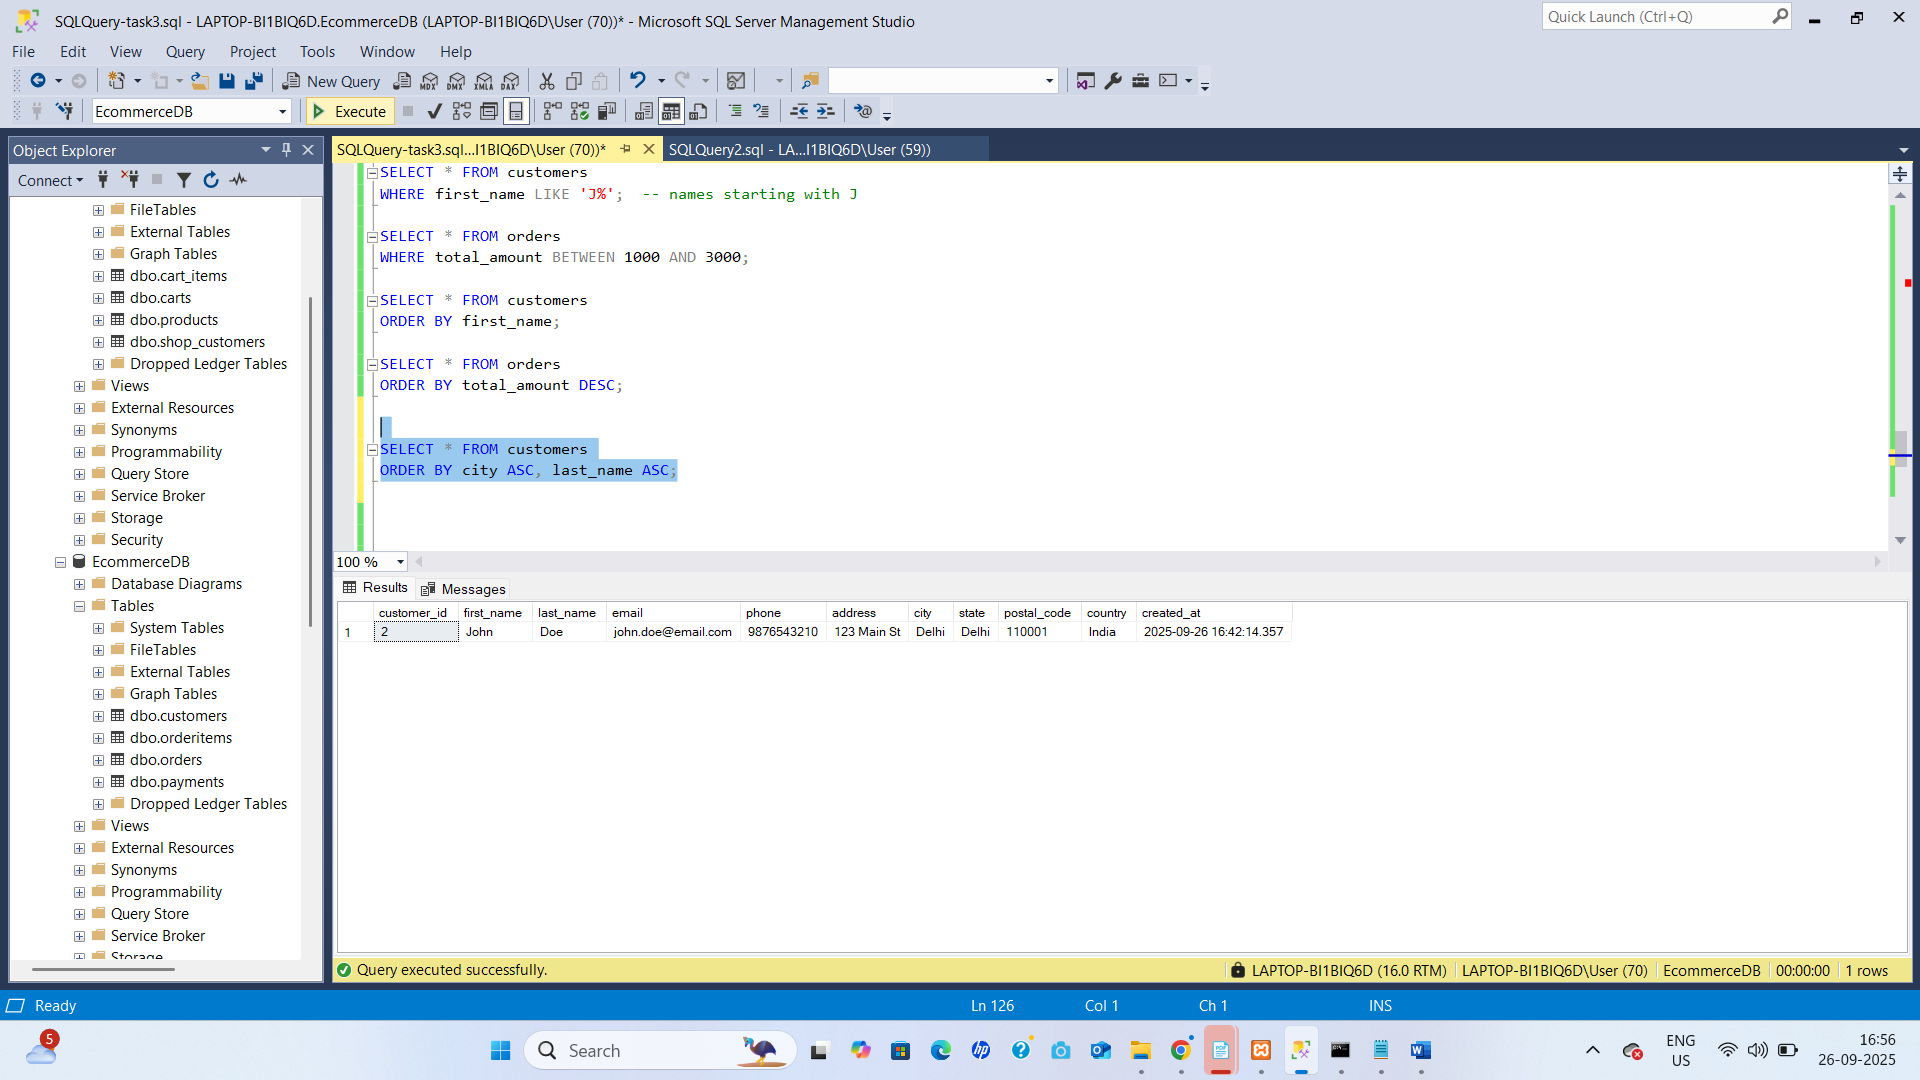 SQLQuery-task3.sql - LAPTOP-BI1BIQ6D.EcommerceDB (LAPTOP-BI1BIQ6D\User (70))* - Microsoft SQL Server Management Studio
Quick Launch (Ctrl+Q)
File Edit View Query Project Tools Window Help
New Query
MDX DMX XMLA DAX
EcommerceDB
Execute
Object Explorer
SQLQuery-task3.sql...I1BIQ6D\User (70))*
SQLQuery2.sql - LA...I1BIQ6D\User (59))
Connect
FileTables
External Tables
Graph Tables
dbo.cart_items
dbo.carts
dbo.products
dbo.shop_customers
Dropped Ledger Tables
Views
External Resources
Synonyms
Programmability
Query Store
Service Broker
Storage
Security
EcommerceDB
Database Diagrams
Tables
System Tables
FileTables
External Tables
Graph Tables
dbo.customers
dbo.orderitems
dbo.orders
dbo.payments
Dropped Ledger Tables
Views
External Resources
Synonyms
Programmability
Query Store
Service Broker
Storage
SELECT * FROM customers
WHERE first_name LIKE 'J%';  -- names starting with J
SELECT * FROM orders
WHERE total_amount BETWEEN 1000 AND 3000;
SELECT * FROM customers
ORDER BY first_name;
SELECT * FROM orders
ORDER BY total_amount DESC;
SELECT * FROM customers
ORDER BY city ASC, last_name ASC;
100 %
Results Messages
customer_id first_name last_name email phone address city state postal_code country created_at
1 2 John Doe john.doe@email.com 9876543210 123 Main St Delhi Delhi 110001 India 2025-09-26 16:42:14.357
Query executed successfully.
LAPTOP-BI1BIQ6D (16.0 RTM) LAPTOP-BI1BIQ6D\User (70) EcommerceDB 00:00:00 1 rows
Ready
Ln 126 Col 1 Ch 1 INS
5
Search
ENG
US
16:56
26-09-2025